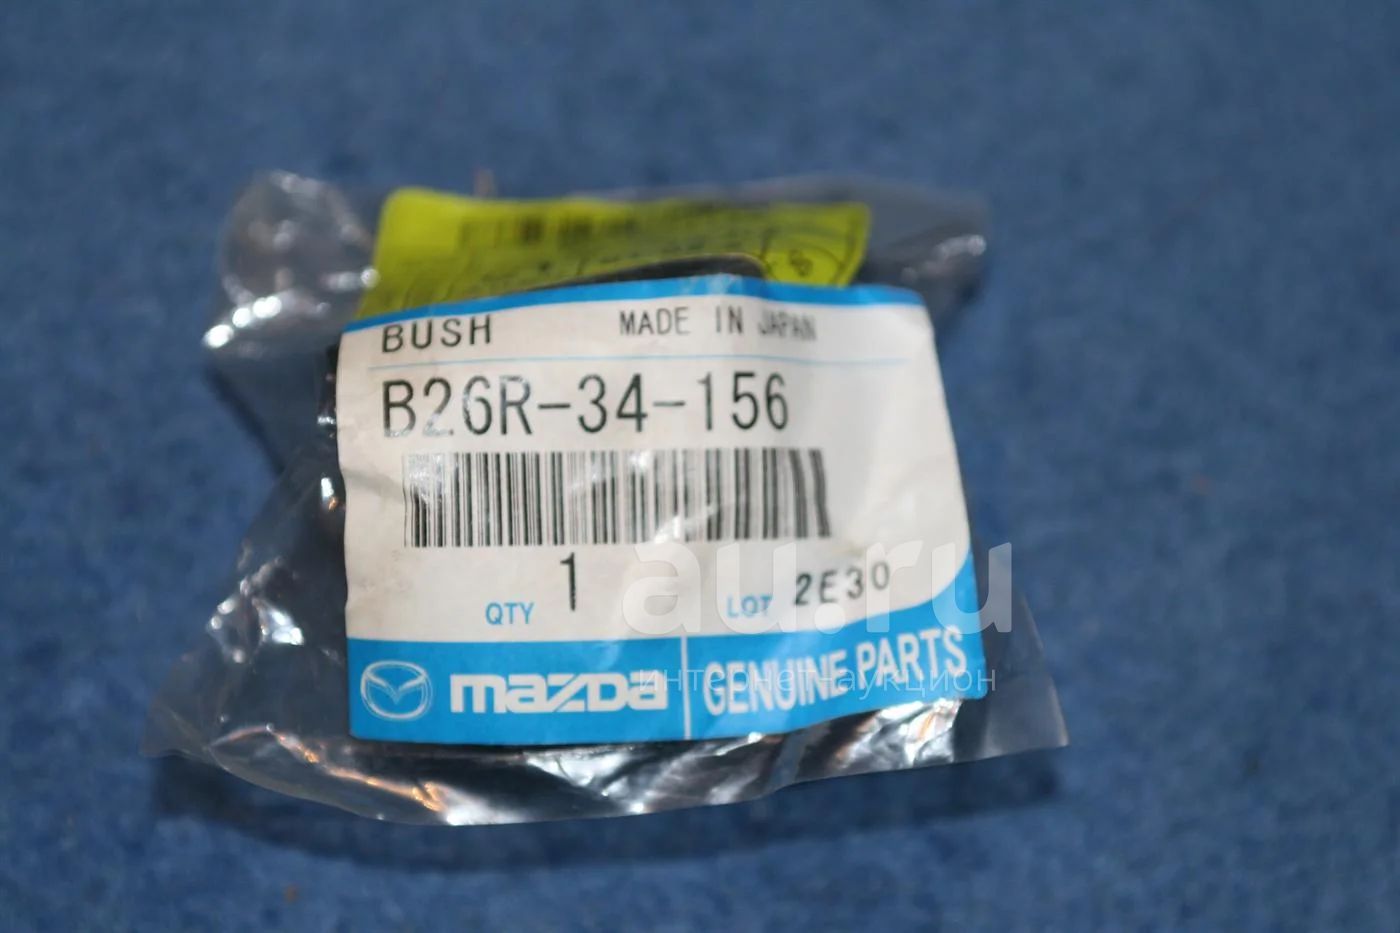 BUSH MADE IN JAPAN
B26R-34-156
QTY 1 LOT 2E30
mazda GENUINE PARTS
au.ru
интернет-аукцион